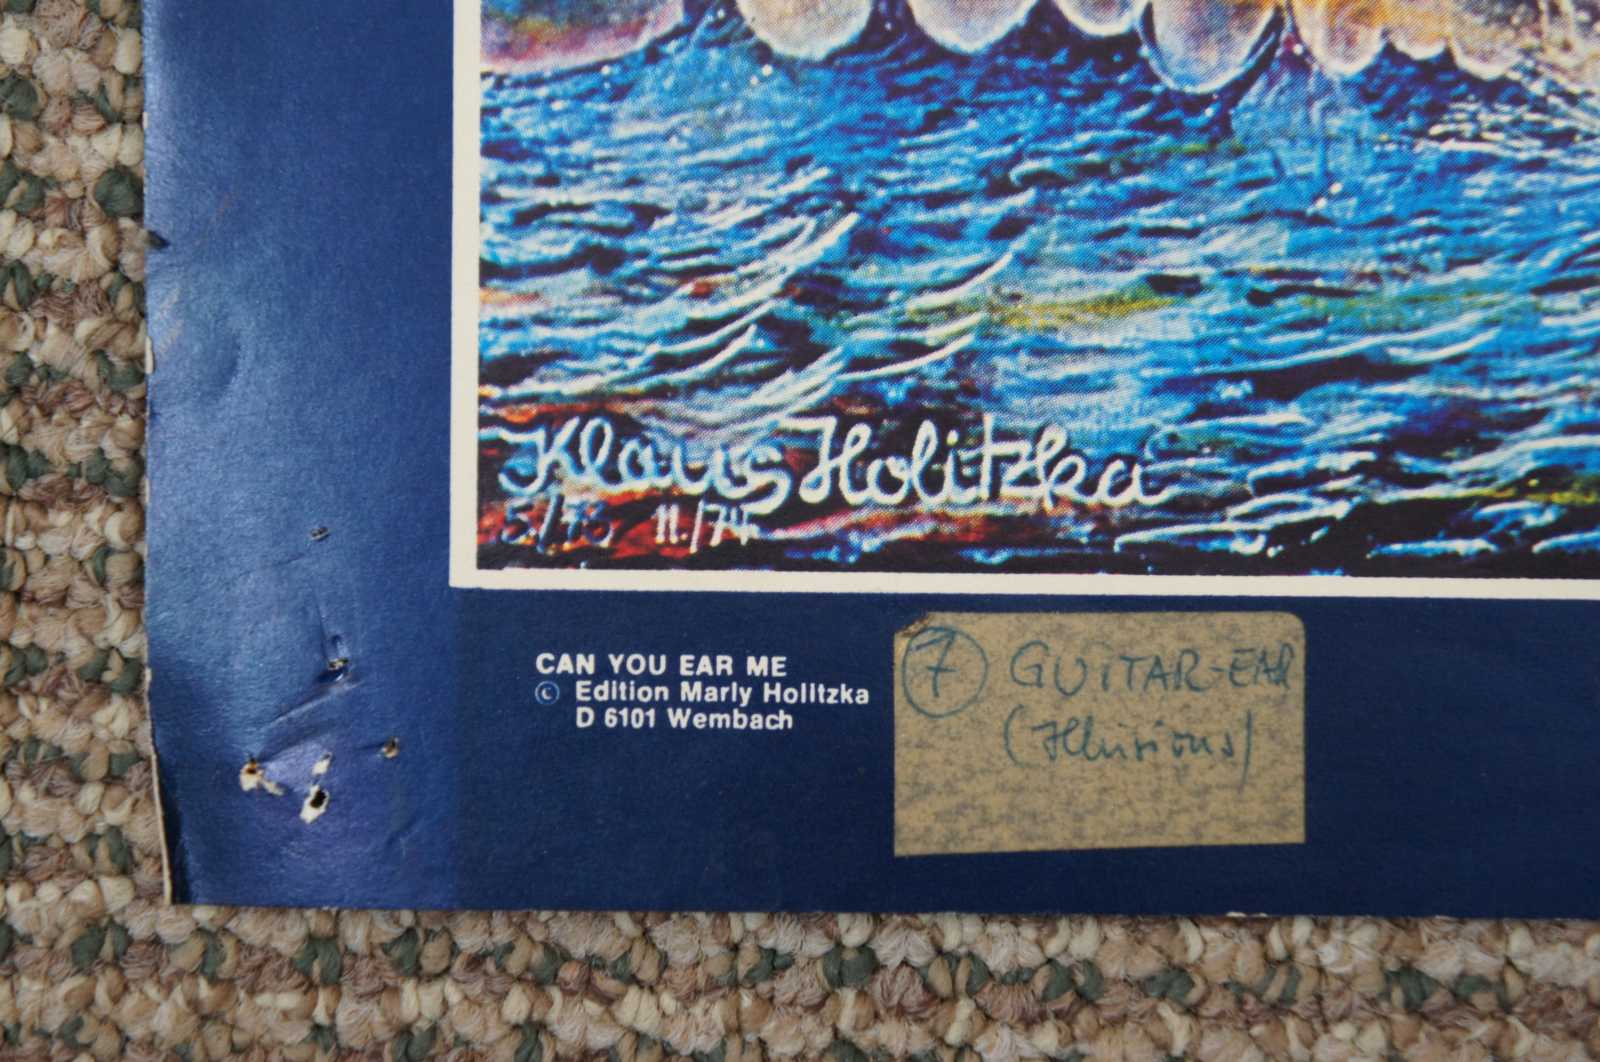 Klaus Holitzka
5/73 11./74
CAN YOU EAR ME
© Edition Marly Holitzka
D 6101 Wembach
7 GUITAR-EAR
(Illusions)